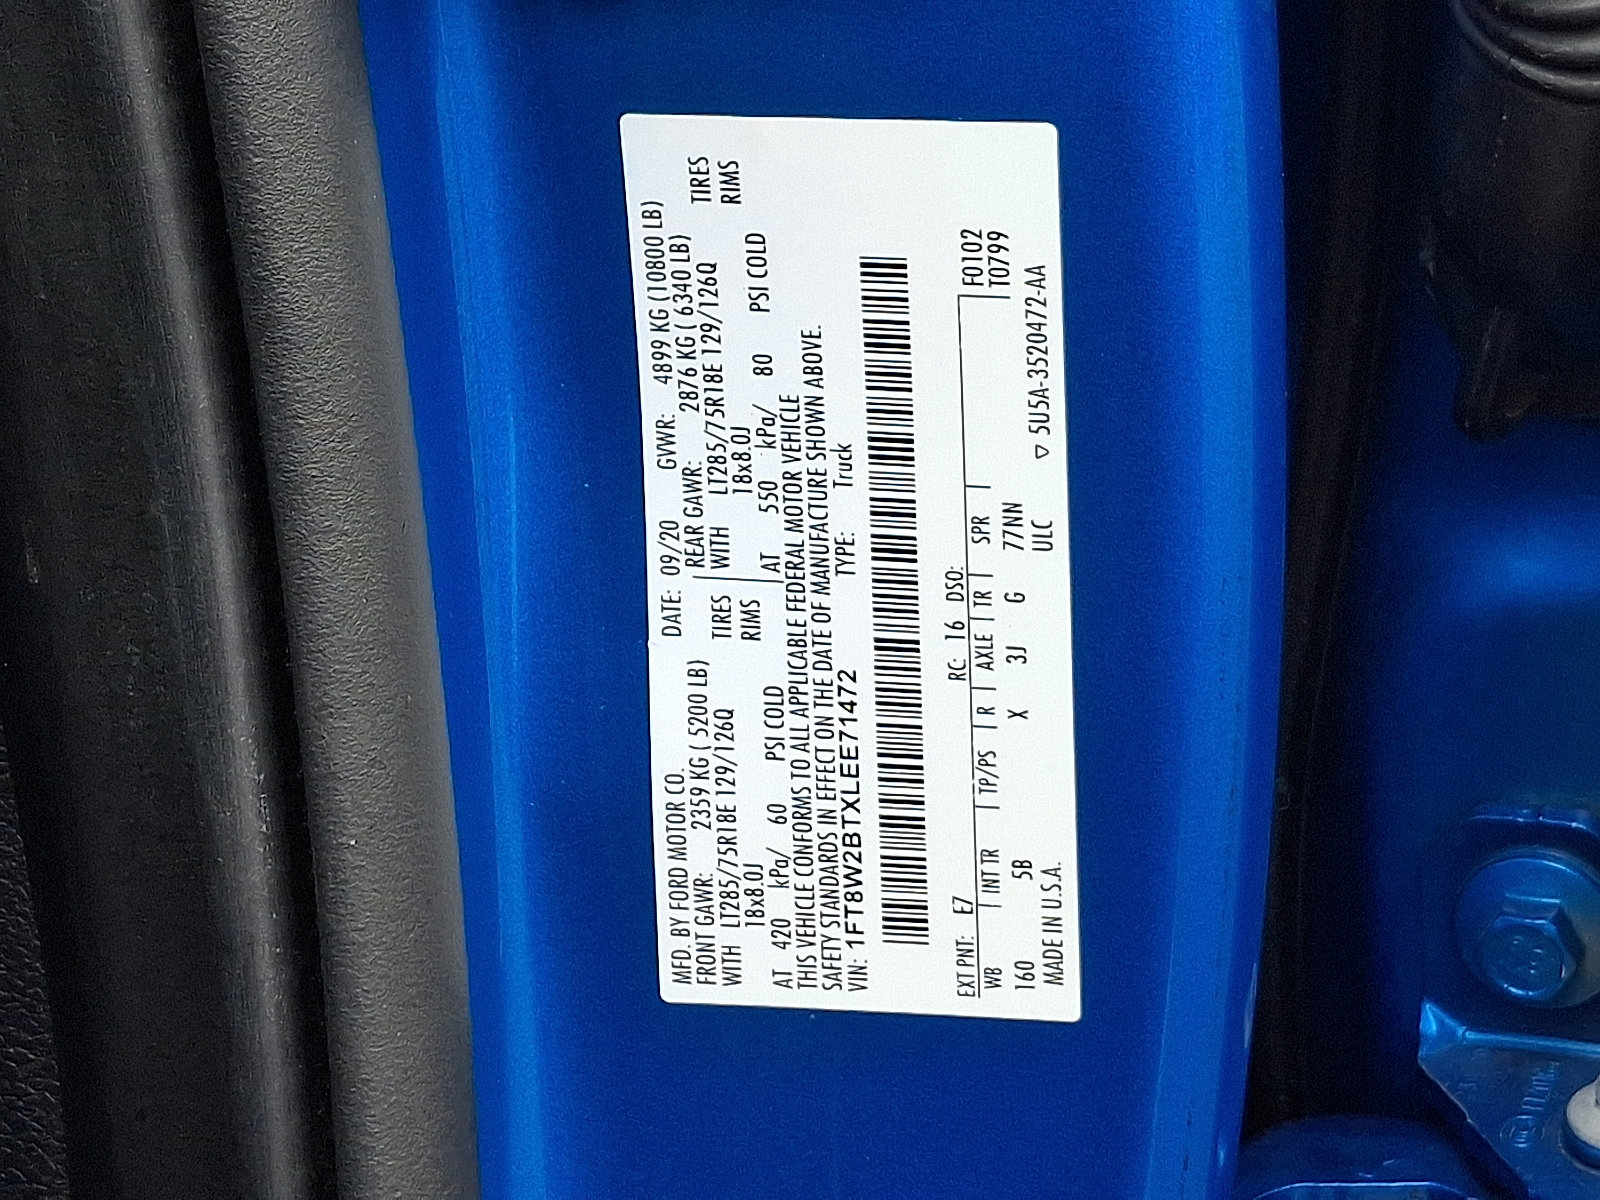 MFD. BY FORD MOTOR CO.
DATE: 09/20 GVWR: 4899 KG (10800 LB)
FRONT GAWR: 2359 KG ( 5200 LB) REAR GAWR: 2876 KG ( 6340 LB)
WITH LT285/75R18E 129/126Q TIRES WITH LT285/75R18E 129/126Q TIRES
18x8.0J RIMS 18x8.0J RIMS
AT 420 kPa/ 60 PSI COLD AT 550 kPa/ 80 PSI COLD
THIS VEHICLE CONFORMS TO ALL APPLICABLE FEDERAL MOTOR VEHICLE
SAFETY STANDARDS IN EFFECT ON THE DATE OF MANUFACTURE SHOWN ABOVE.
VIN: 1FT8W2BTXLEE71472 TYPE: Truck
EXT PNT: E7 RC: 16 DSO: F0102
WB INT TR TP/PS R AXLE TR SPR T0799
160 5B X 3J G 77NN
MADE IN U.S.A. ULC ▽ 5U5A-3520472-AA